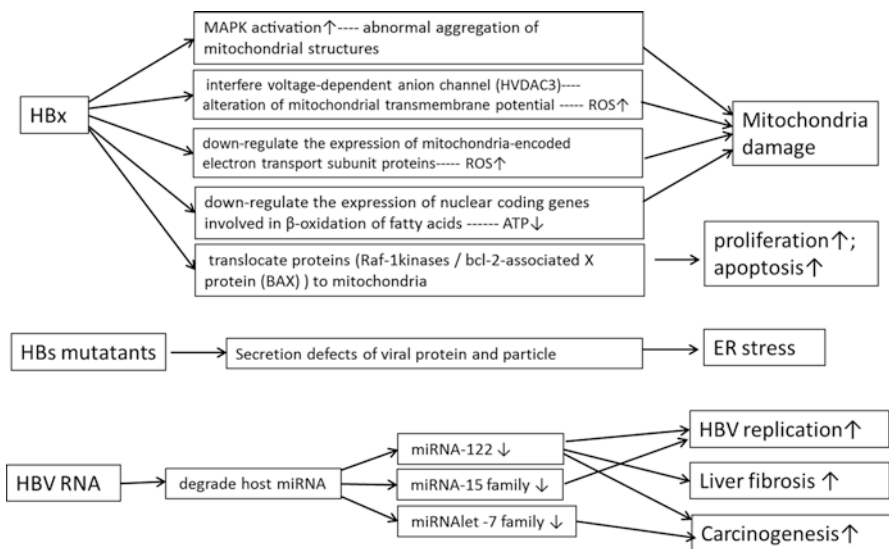 MAPK activation↑---- abnormal aggregation of
mitochondrial structures
interfere voltage-dependent anion channel (HVDAC3)----
alteration of mitochondrial transmembrane potential ----- ROS↑
HBx
down-regulate the expression of mitochondria-encoded
electron transport subunit proteins----- ROS↑
down-regulate the expression of nuclear coding genes
involved in β-oxidation of fatty acids ------ ATP↓
translocate proteins (Raf-1kinases / bcl-2-associated X
protein (BAX) ) to mitochondria
Mitochondria
damage
proliferation↑;
apoptosis↑
HBs mutatants
Secretion defects of viral protein and particle
ER stress
HBV RNA
degrade host miRNA
miRNA-122 ↓
miRNA-15 family ↓
miRNAlet -7 family ↓
HBV replication↑
Liver fibrosis ↑
Carcinogenesis↑